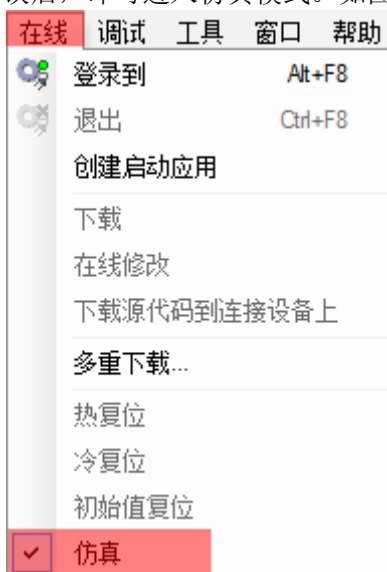 在线 调试 工具 窗口 帮助
登录到 Alt+F8
退出 Ctrl+F8
创建启动应用
下载
在线修改
下载源代码到连接设备上
多重下载...
热复位
冷复位
初始值复位
仿真